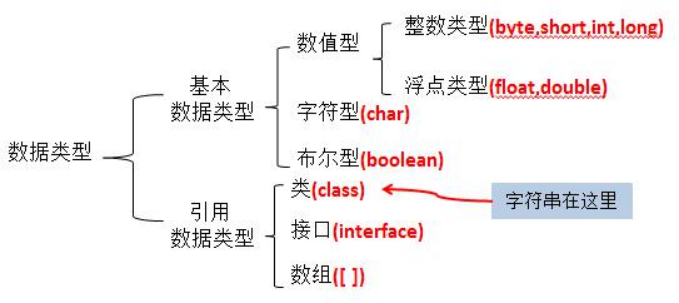 数据类型
基本
数据类型
数值型
整数类型(byte,short,int,long)
浮点类型(float,double)
字符型(char)
布尔型(boolean)
引用
数据类型
类(class)
字符串在这里
接口(interface)
数组([ ])